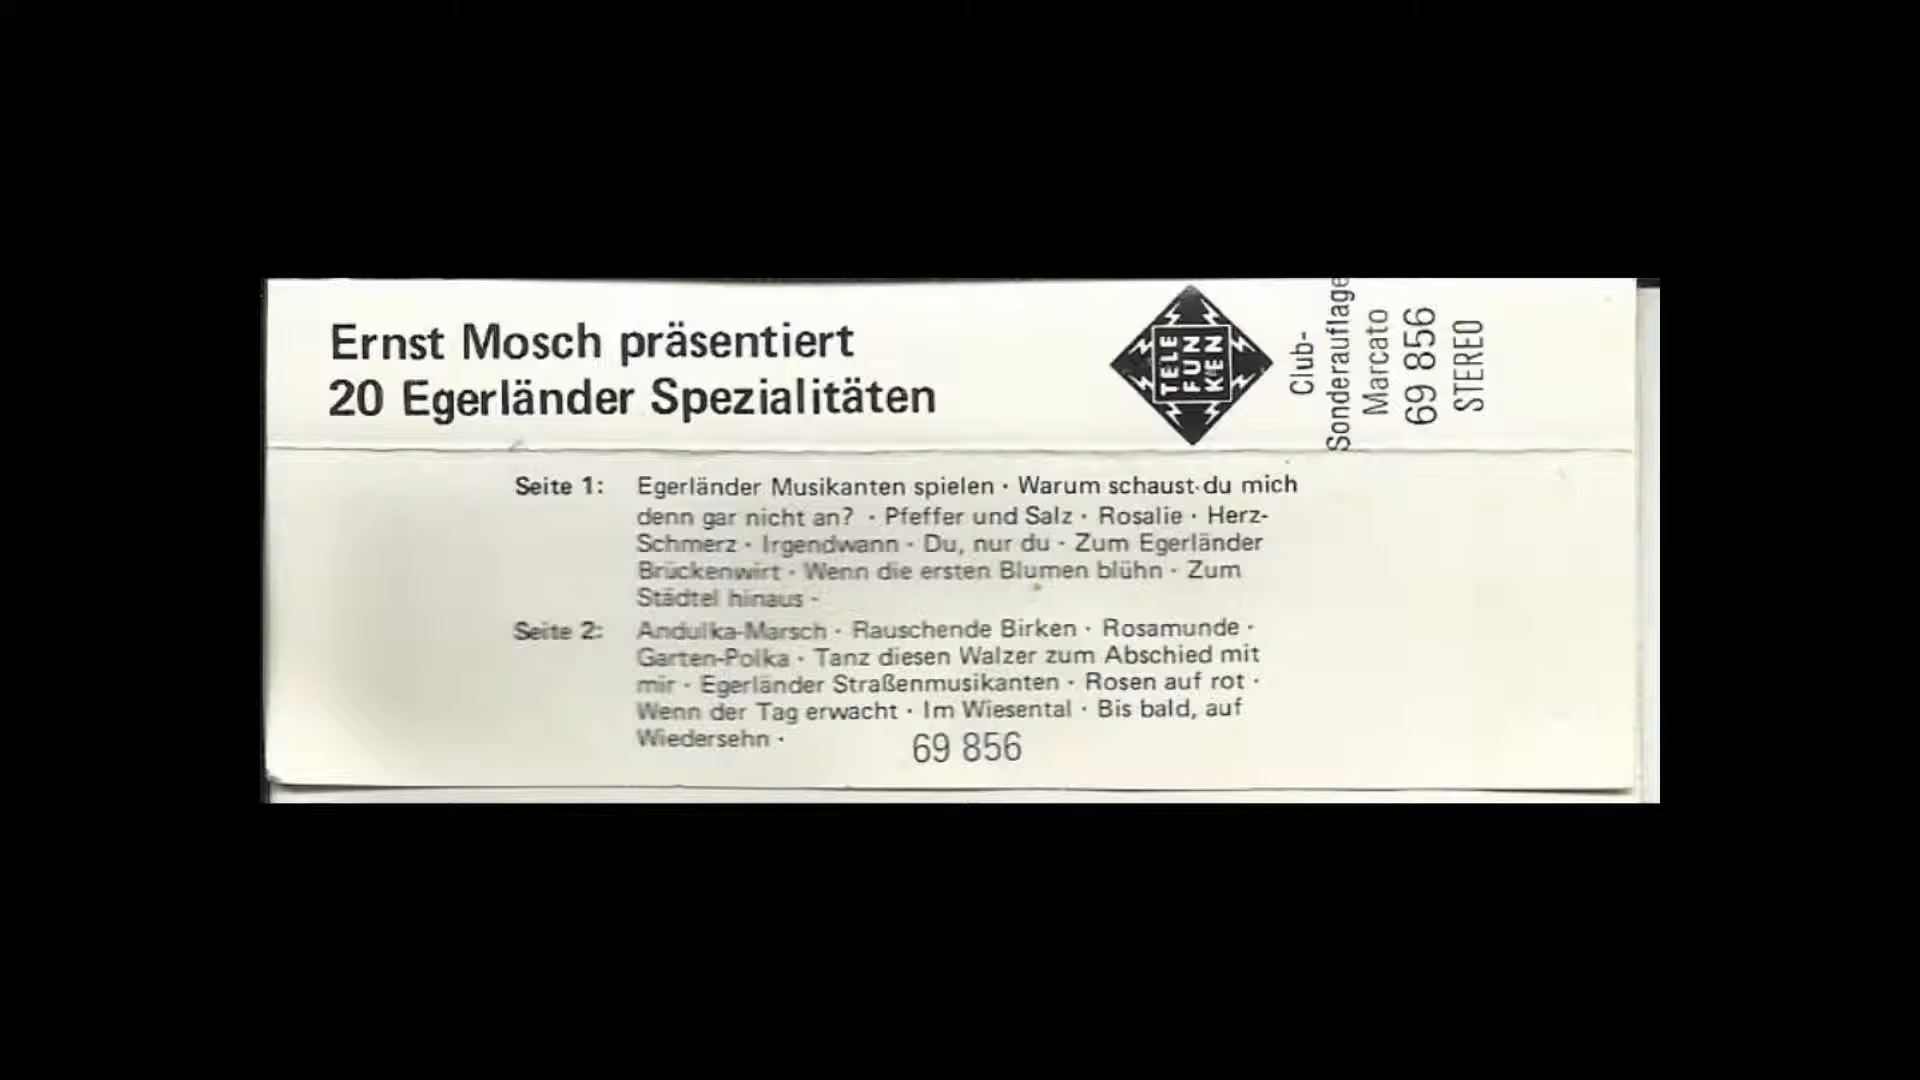 Ernst Mosch präsentiert
20 Egerländer Spezialitäten
TELE
FUN
KEN
Club-
Sonderauflage
Marcato
69 856
STEREO
Seite 1: Egerländer Musikanten spielen · Warum schaust du mich
denn gar nicht an? · Pfeffer und Salz · Rosalie · Herz-
Schmerz · Irgendwann · Du, nur du · Zum Egerländer
Brückenwirt · Wenn die ersten Blumen blühn · Zum
Städtel hinaus ·
Seite 2: Andulka-Marsch · Rauschende Birken · Rosamunde ·
Garten-Polka · Tanz diesen Walzer zum Abschied mit
mir · Egerländer Straßenmusikanten · Rosen auf rot ·
Wenn der Tag erwacht · Im Wiesental · Bis bald, auf
Wiedersehn ·
69 856